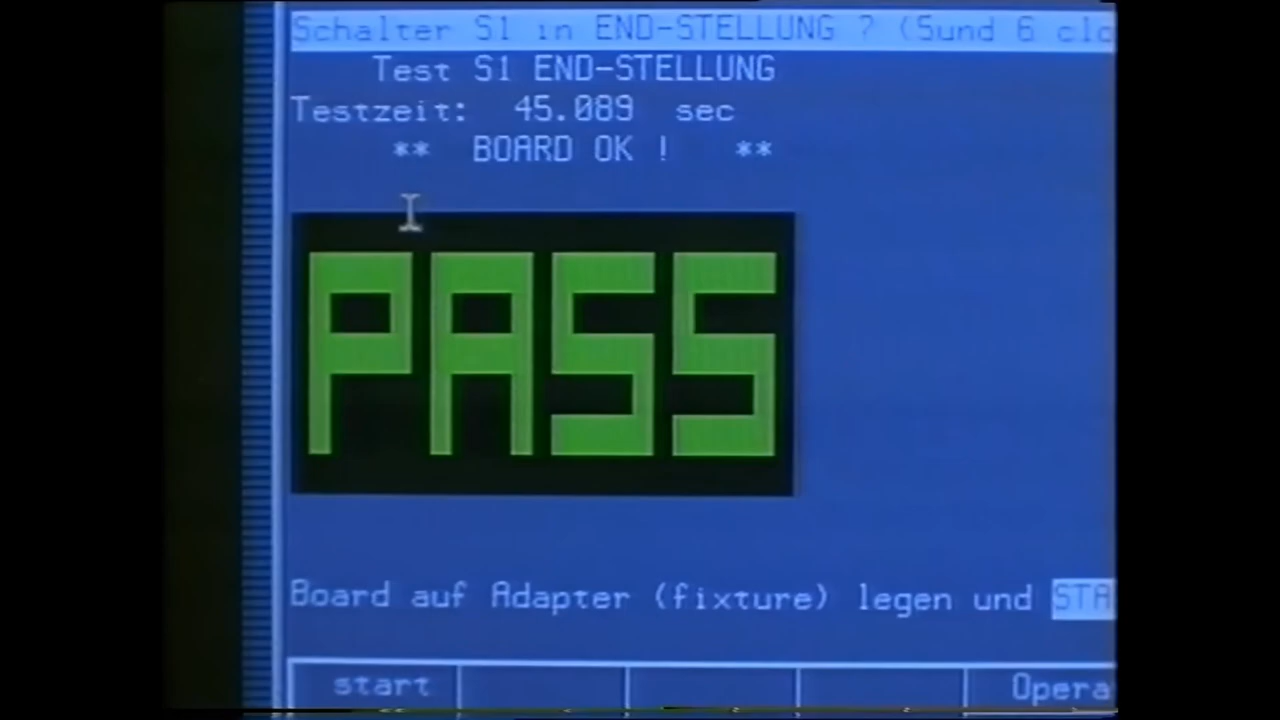 Schalter S1 in END-STELLUNG ? (5und 6 clo
Test S1 END-STELLUNG
Testzeit: 45.089 sec
** BOARD OK ! **
PASS
Board auf Adapter (fixture) legen und STA
start Opera